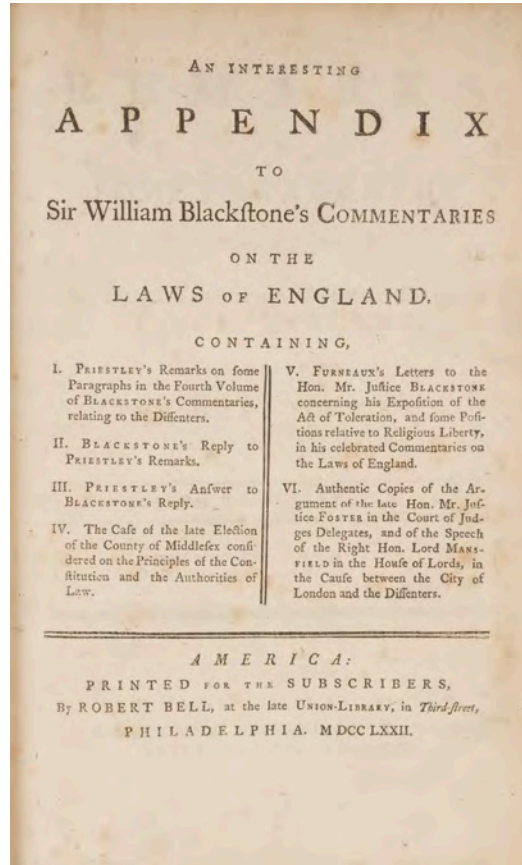 AN INTERESTING
APPENDIX
TO
Sir William Blackſtone's COMMENTARIES
ON THE
LAWS OF ENGLAND.
CONTAINING,
I. PRIESTLEY's Remarks on ſome
Paragraphs in the Fourth Volume
of BLACKSTONE's Commentaries,
relating to the Diſſenters.
II. BLACKSTONE's Reply to
PRIESTLEY's Remarks.
III. PRIESTLEY's Anſwer to
BLACKSTONE's Reply.
IV. The Caſe of the late Election
of the County of Middleſex conſi-
dered on the Principles of the Con-
ſtitution and the Authorities of
Law.
V. FURNEAUX's Letters to the
Hon. Mr. Juſtice BLACKSTONE
concerning his Expoſition of the
Act of Toleration, and ſome Poſi-
tions relative to Religious Liberty,
in his celebrated Commentaries on
the Laws of England.
VI. Authentic Copies of the Ar-
gument of the late Hon. Mr. Juſ-
tice FOSTER in the Court of Jud-
ges Delegates, and of the Speech
of the Right Hon. Lord MANS-
FIELD in the Houſe of Lords, in
the Cauſe between the City of
London and the Diſſenters.
AMERICA:
PRINTED FOR THE SUBSCRIBERS,
By ROBERT BELL, at the late UNION-LIBRARY, in Third-ſtreet,
PHILADELPHIA. MDCCLXXII.